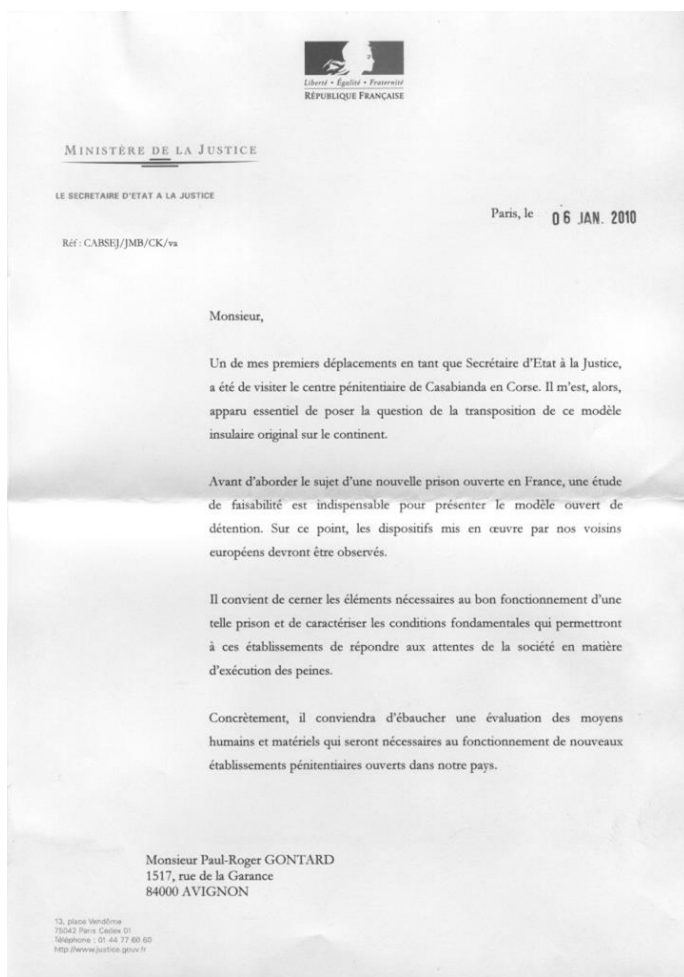 Liberté • Égalité • Fraternité
RÉPUBLIQUE FRANÇAISE
MINISTÈRE DE LA JUSTICE
LE SECRETAIRE D'ETAT A LA JUSTICE
Paris, le 06 JAN. 2010
Réf : CABSEJ/JMB/CK/va
Monsieur,
Un de mes premiers déplacements en tant que Secrétaire d'Etat à la Justice,
a été de visiter le centre pénitentiaire de Casabianda en Corse. Il m'est, alors,
apparu essentiel de poser la question de la transposition de ce modèle
insulaire original sur le continent.
Avant d'aborder le sujet d'une nouvelle prison ouverte en France, une étude
de faisabilité est indispensable pour présenter le modèle ouvert de
détention. Sur ce point, les dispositifs mis en œuvre par nos voisins
européens devront être observés.
Il convient de cerner les éléments nécessaires au bon fonctionnement d'une
telle prison et de caractériser les conditions fondamentales qui permettront
à ces établissements de répondre aux attentes de la société en matière
d'exécution des peines.
Concrètement, il conviendra d'ébaucher une évaluation des moyens
humains et matériels qui seront nécessaires au fonctionnement de nouveaux
établissements pénitentiaires ouverts dans notre pays.
Monsieur Paul-Roger GONTARD
1517, rue de la Garance
84000 AVIGNON
13, place Vendôme
75042 Paris Cedex 01
Téléphone : 01 44 77 60 60
http://www.justice.gouv.fr